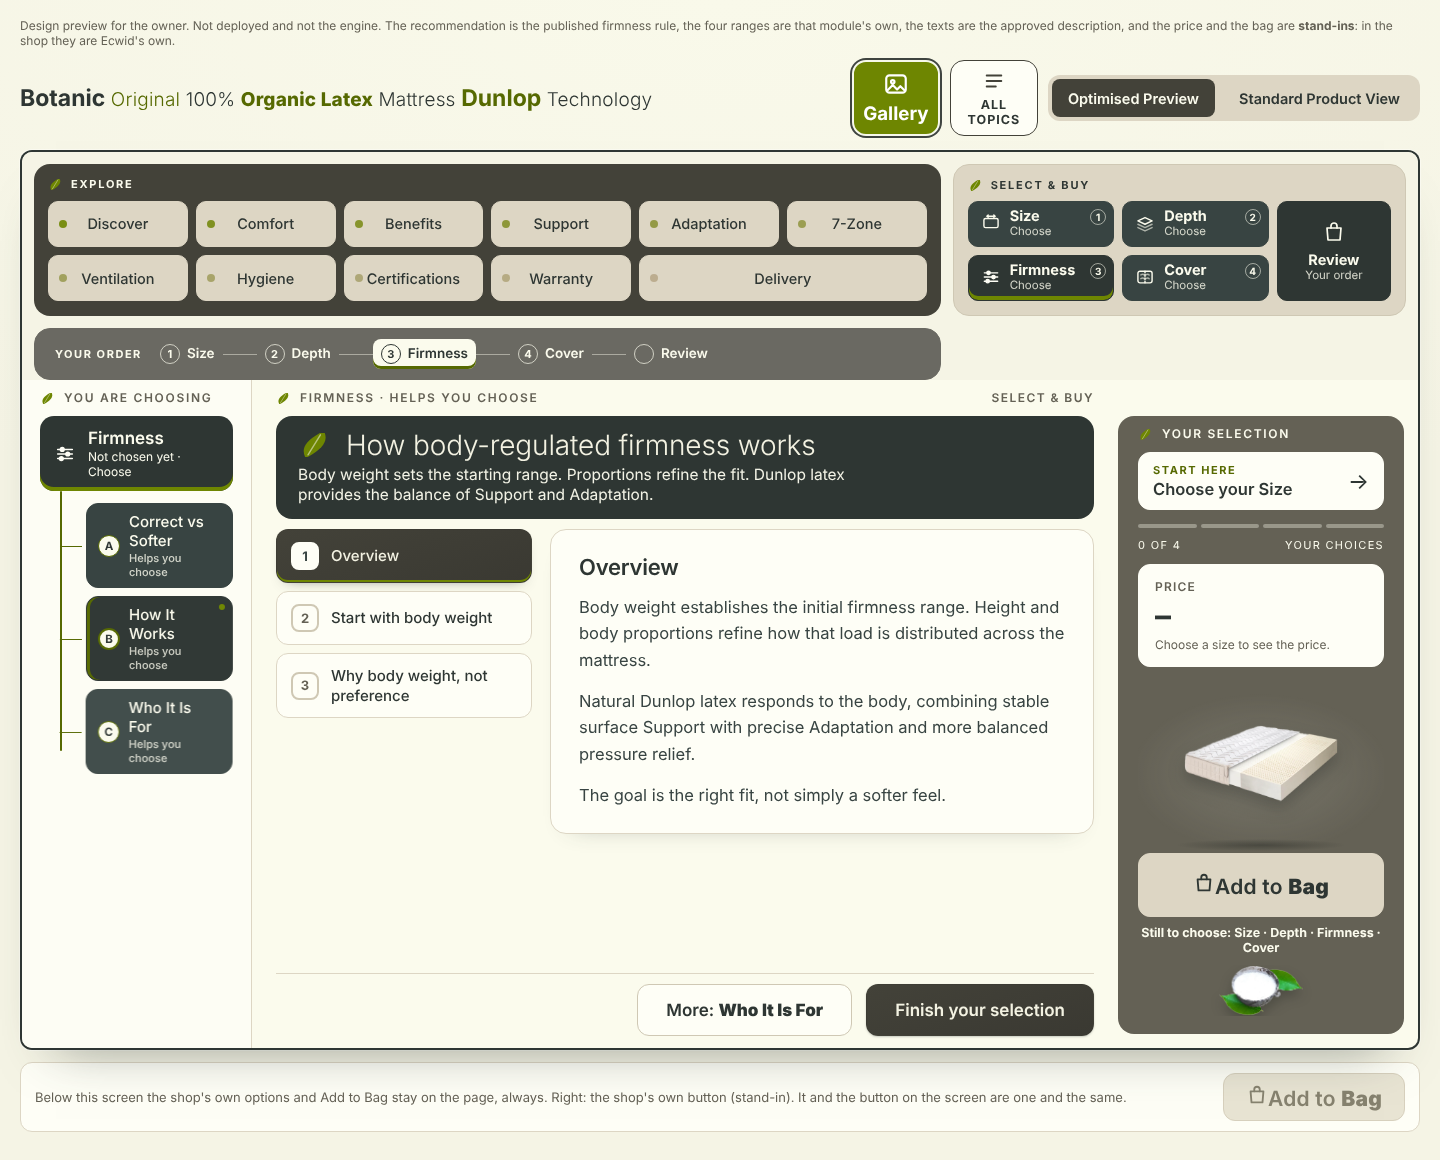 Design preview for the owner. Not deployed and not the engine. The recommendation is the published firmness rule, the four ranges are that module's own, the texts are the approved description, and the price and the bag are stand-ins: in the
shop they are Ecwid's own.
Botanic Original 100% Organic Latex Mattress Dunlop Technology
Gallery
ALL
TOPICS
Optimised Preview
Standard Product View
EXPLORE
Discover
Comfort
Benefits
Support
Adaptation
7-Zone
Ventilation
Hygiene
Certifications
Warranty
Delivery
SELECT & BUY
Size
Choose
1
Depth
Choose
2
Firmness
Choose
3
Cover
Choose
4
Review
Your order
YOUR ORDER
1 Size
2 Depth
3 Firmness
4 Cover
Review
YOU ARE CHOOSING
Firmness
Not chosen yet ·
Choose
A
Correct vs
Softer
Helps you
choose
B
How It
Works
Helps you
choose
C
Who It Is
For
Helps you
choose
FIRMNESS · HELPS YOU CHOOSE
SELECT & BUY
How body-regulated firmness works
Body weight sets the starting range. Proportions refine the fit. Dunlop latex
provides the balance of Support and Adaptation.
1 Overview
2 Start with body weight
3 Why body weight, not
preference
Overview
Body weight establishes the initial firmness range. Height and
body proportions refine how that load is distributed across the
mattress.
Natural Dunlop latex responds to the body, combining stable
surface Support with precise Adaptation and more balanced
pressure relief.
The goal is the right fit, not simply a softer feel.
More: Who It Is For
Finish your selection
YOUR SELECTION
START HERE
Choose your Size
0 OF 4
YOUR CHOICES
PRICE
–
Choose a size to see the price.
Add to Bag
Still to choose: Size · Depth · Firmness ·
Cover
Below this screen the shop's own options and Add to Bag stay on the page, always. Right: the shop's own button (stand-in). It and the button on the screen are one and the same.
Add to Bag